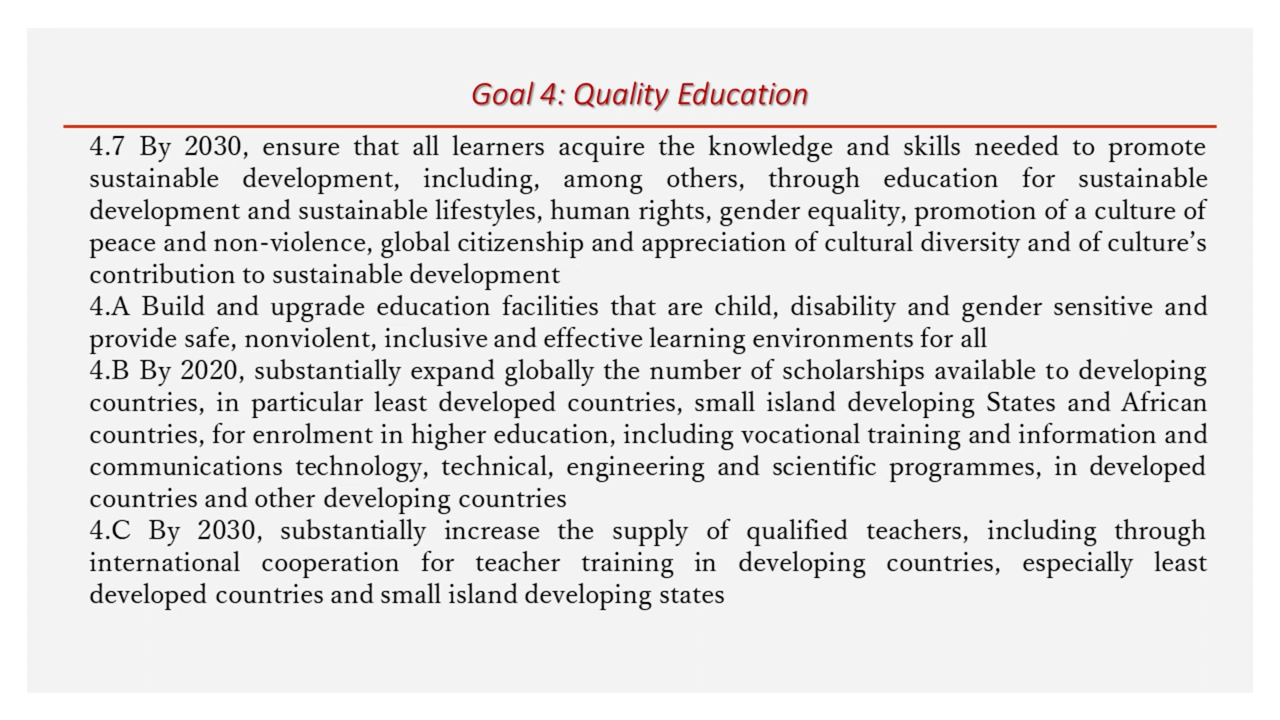 Goal 4: Quality Education
4.7 By 2030, ensure that all learners acquire the knowledge and skills needed to promote
sustainable development, including, among others, through education for sustainable
development and sustainable lifestyles, human rights, gender equality, promotion of a culture of
peace and non-violence, global citizenship and appreciation of cultural diversity and of culture’s
contribution to sustainable development
4.A Build and upgrade education facilities that are child, disability and gender sensitive and
provide safe, nonviolent, inclusive and effective learning environments for all
4.B By 2020, substantially expand globally the number of scholarships available to developing
countries, in particular least developed countries, small island developing States and African
countries, for enrolment in higher education, including vocational training and information and
communications technology, technical, engineering and scientific programmes, in developed
countries and other developing countries
4.C By 2030, substantially increase the supply of qualified teachers, including through
international cooperation for teacher training in developing countries, especially least
developed countries and small island developing states